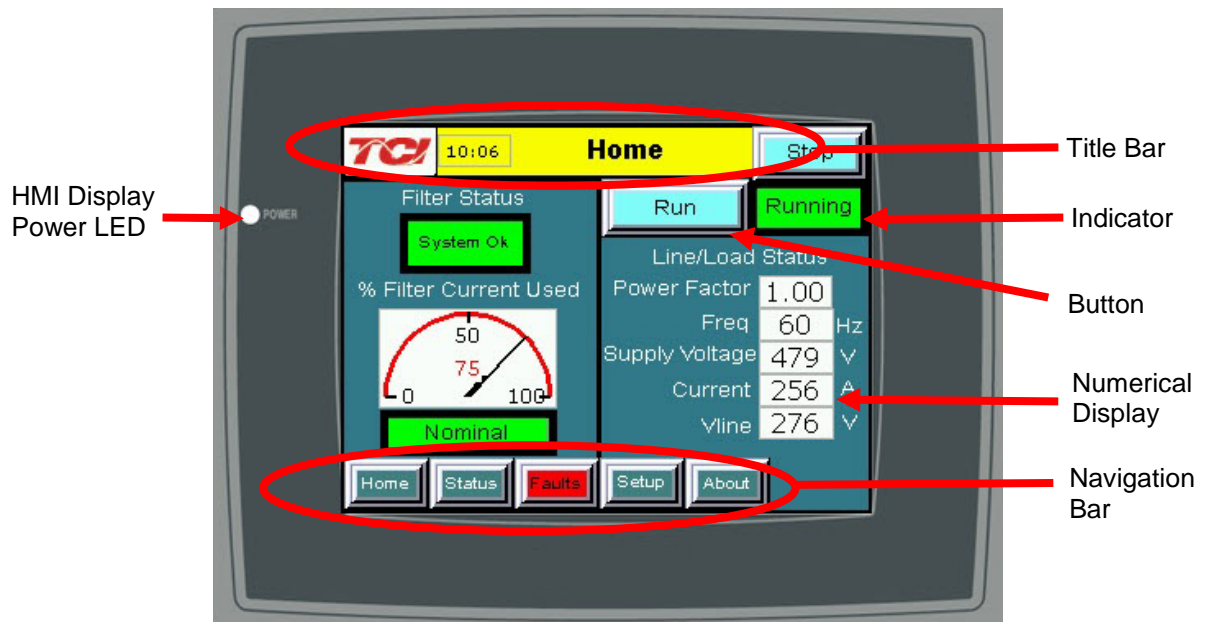 TCI 10:06 Home Stop
Title Bar
HMI Display
Power LED
POWER
Filter Status
System Ok
% Filter Current Used
50
75
0 100
Nominal
Run Running
Indicator
Line/Load Status
Power Factor 1.00
Freq 60 Hz
Supply Voltage 479 V
Current 256 A
Vline 276 V
Button
Numerical
Display
Home Status Faults Setup About
Navigation
Bar